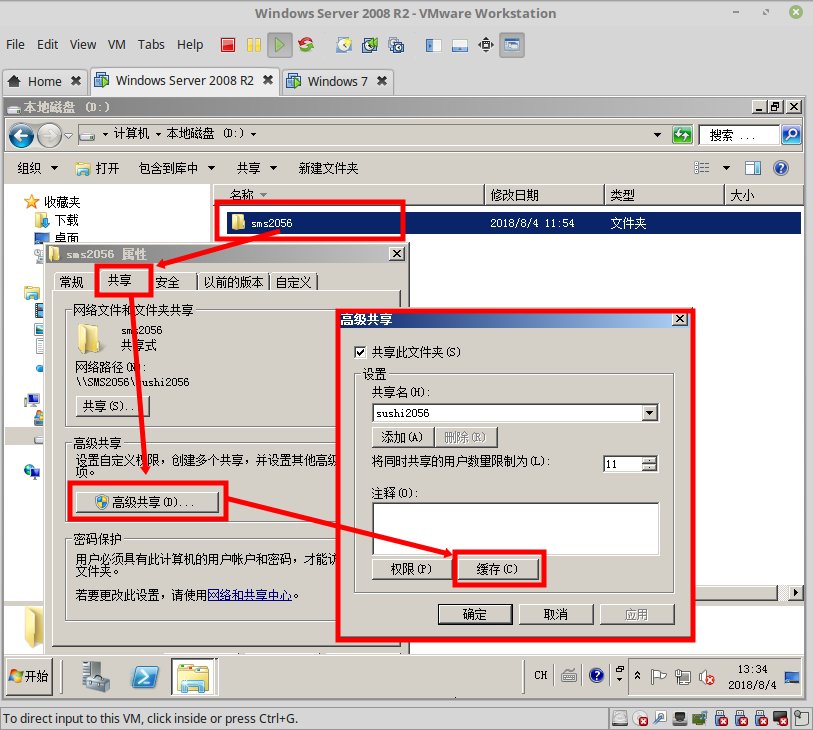 Windows Server 2008 R2 - VMware Workstation
File Edit View VM Tabs Help
Home Windows Server 2008 R2 Windows 7
本地磁盘 (D:)
计算机 本地磁盘 (D:) 搜索 ...
组织 打开 包含到库中 共享 新建文件夹
收藏夹
下载
桌面
名称 修改日期 类型 大小
sms2056 2018/8/4 11:54 文件夹
sms2056 属性
常规 共享 安全 以前的版本 自定义
网络文件和文件夹共享
sms2056
共享式
网络路径(N):
\\SMS2056\sushi2056
共享(S)...
高级共享
设置自定义权限，创建多个共享，并设置其他高级
项。
高级共享(D)...
密码保护
用户必须具有此计算机的用户帐户和密码，才能访
文件夹。
若要更改此设置，请使用网络和共享中心。
高级共享
共享此文件夹(S)
设置
共享名(H):
sushi2056
添加(A) 删除(R)
将同时共享的用户数量限制为(L): 11
注释(O):
权限(P) 缓存(C)
确定 取消 应用
开始 CH 13:34
2018/8/4
To direct input to this VM, click inside or press Ctrl+G.